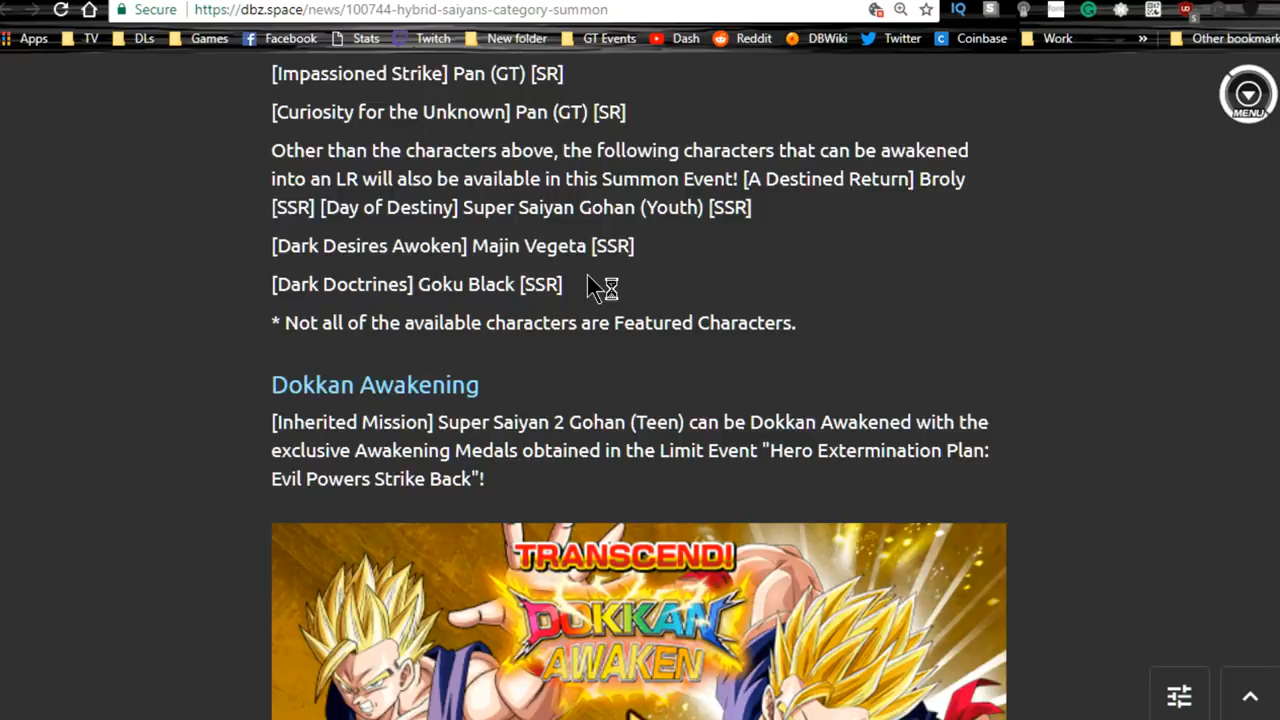 Secure https://dbz.space/news/100744-hybrid-saiyans-category-summon
Apps TV DLs Games Facebook Stats Twitch New folder GT Events Dash Reddit DBWiki Twitter Coinbase Work » Other bookmark
MENU
[Impassioned Strike] Pan (GT) [SR]
[Curiosity for the Unknown] Pan (GT) [SR]
Other than the characters above, the following characters that can be awakened
into an LR will also be available in this Summon Event! [A Destined Return] Broly
[SSR] [Day of Destiny] Super Saiyan Gohan (Youth) [SSR]
[Dark Desires Awoken] Majin Vegeta [SSR]
[Dark Doctrines] Goku Black [SSR]
* Not all of the available characters are Featured Characters.
Dokkan Awakening
[Inherited Mission] Super Saiyan 2 Gohan (Teen) can be Dokkan Awakened with the
exclusive Awakening Medals obtained in the Limit Event "Hero Extermination Plan:
Evil Powers Strike Back"!
TRANSCEND!
DOKKAN
AWAKEN